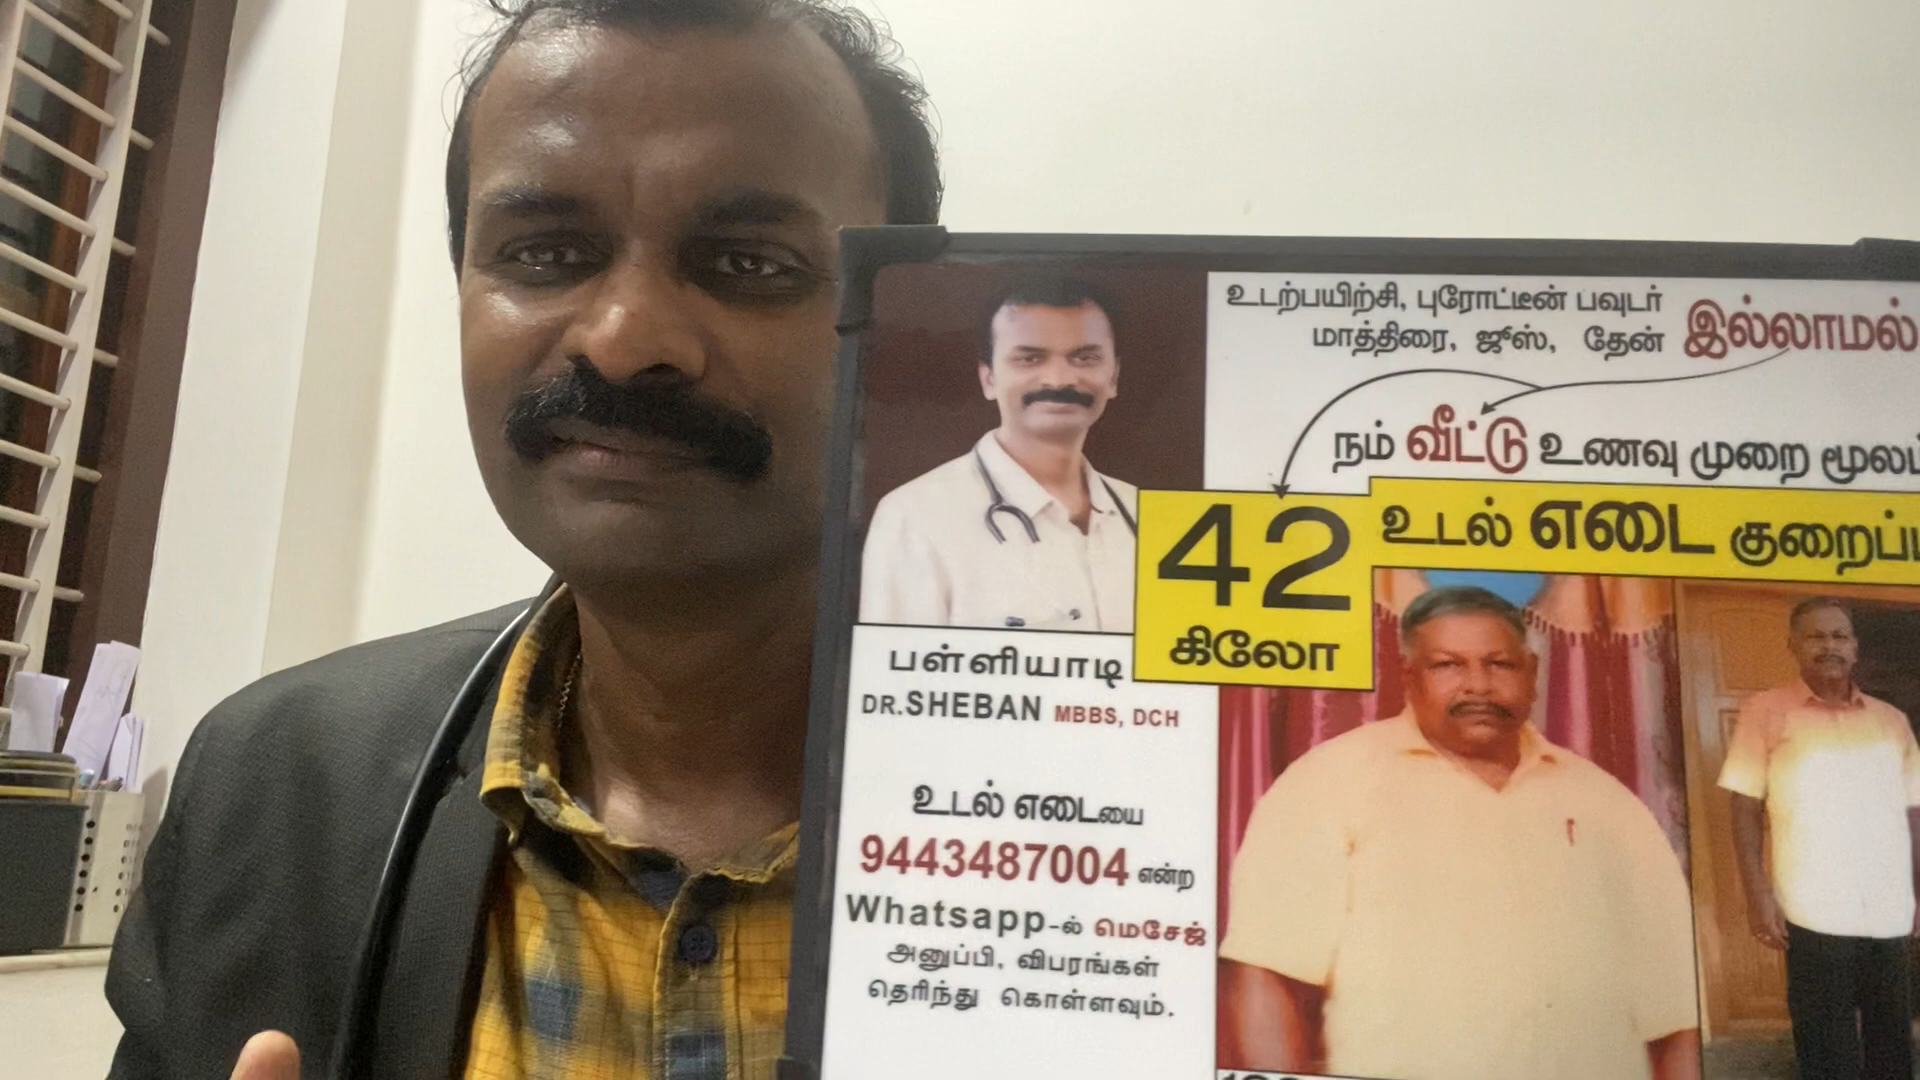 உடற்பயிற்சி, புரோட்டீன் பவுடர்
மாத்திரை, ஜூஸ், தேன் இல்லாமல்
நம் வீட்டு உணவு முறை
42
கிலோ
உடல் எடை
பள்ளியாடி
DR.SHEBAN MBBS, DCH
உடல் எடையை
9443487004 என்ற
Whatsapp-ல் மெசேஜ்
அனுப்பி, விபரங்கள்
தெரிந்து கொள்ளவும்.